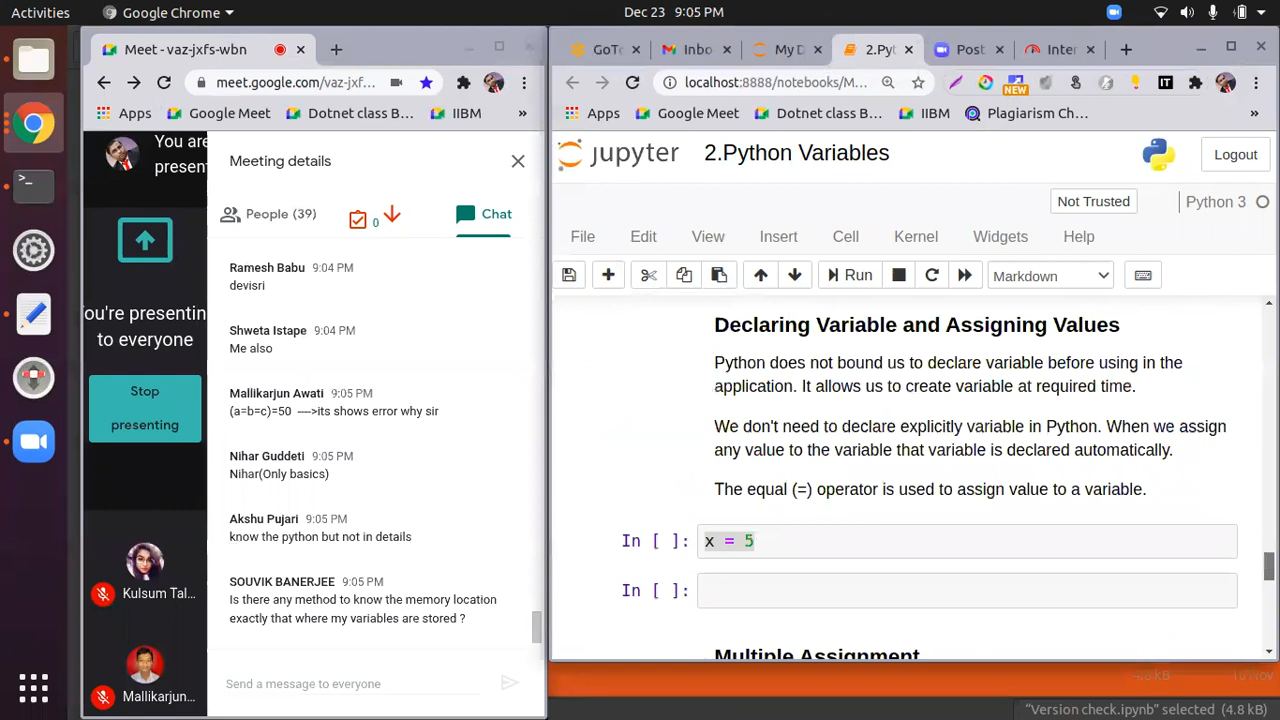 Activities
Google Chrome
Dec 23 9:05 PM
Meet - vaz-jxfs-wbn
meet.google.com/vaz-jxf...
Apps
Google Meet
Dotnet class B...
IIBM
»
You are
present
You're presentin
to everyone
Stop
presenting
Kulsum Tal...
Mallikarjun...
Meeting details
People (39)
0
Chat
Ramesh Babu 9:04 PM
devisri
Shweta Istape 9:04 PM
Me also
Mallikarjun Awati 9:05 PM
(a=b=c)=50 ---->its shows error why sir
Nihar Guddeti 9:05 PM
Nihar(Only basics)
Akshu Pujari 9:05 PM
know the python but not in details
SOUVIK BANERJEE 9:05 PM
Is there any method to know the memory location
exactly that where my variables are stored ?
Send a message to everyone
GoTo
Inbo
My D
2.Pyt
Post
Inter
localhost:8888/notebooks/M...
NEW
IT
Apps
Google Meet
Dotnet class B...
IIBM
Plagiarism Ch...
»
jupyter 2.Python Variables
Logout
Not Trusted
Python 3
File Edit View Insert Cell Kernel Widgets Help
Run
Markdown
Declaring Variable and Assigning Values
Python does not bound us to declare variable before using in the
application. It allows us to create variable at required time.
We don't need to declare explicitly variable in Python. When we assign
any value to the variable that variable is declared automatically.
The equal (=) operator is used to assign value to a variable.
In [ ]: x = 5
In [ ]:
Multiple Assignment
4.8 kB 10 Nov
"Version check.ipynb" selected (4.8 kB)